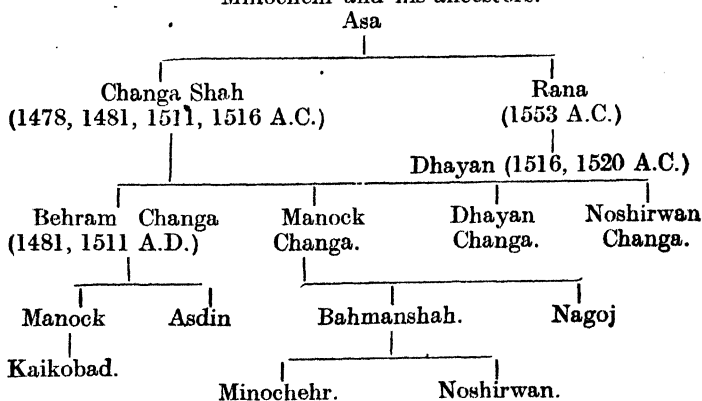 Minochehr and his ancestors.
Asa
Changa Shah Rana
(1478, 1481, 1511, 1516 A.C.) (1553 A.C.)
Dhayan (1516, 1520 A.C.)
Behram Changa Manock Dhayan Noshirwan
(1481, 1511 A.D.) Changa. Changa. Changa.
Manock Asdin Bahmanshah. Nagoj
Kaikobad.
Minochehr. Noshirwan.